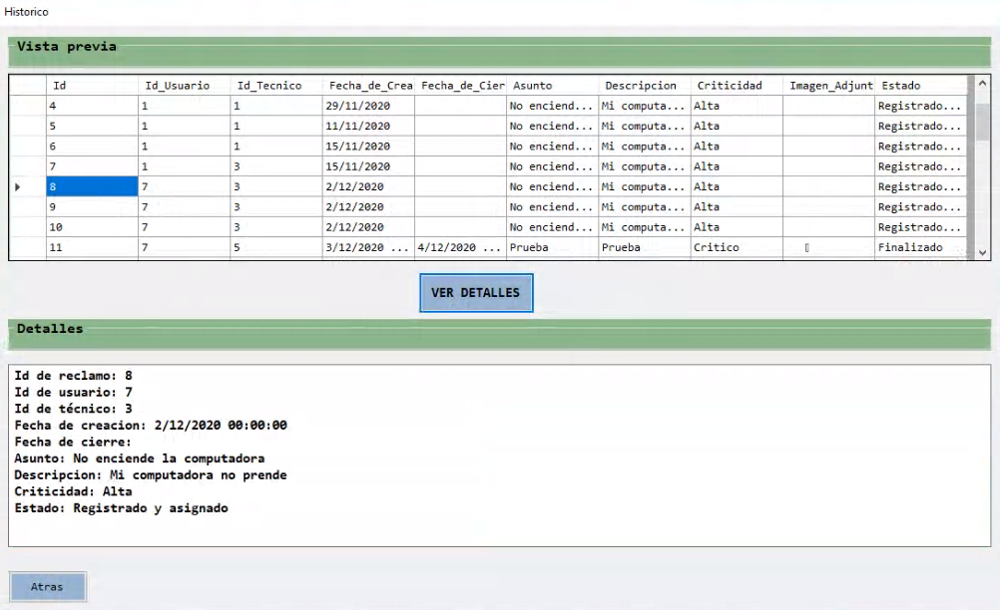 Historico
Vista previa
Id Id_Usuario Id_Tecnico Fecha_de_Crea Fecha_de_Cier Asunto Descripcion Criticidad Imagen_Adjunt Estado
4 1 1 29/11/2020 No enciend... Mi computa... Alta Registrado...
5 1 1 11/11/2020 No enciend... Mi computa... Alta Registrado...
6 1 1 15/11/2020 No enciend... Mi computa... Alta Registrado...
7 1 3 15/11/2020 No enciend... Mi computa... Alta Registrado...
8 7 3 2/12/2020 No enciend... Mi computa... Alta Registrado...
9 7 3 2/12/2020 No enciend... Mi computa... Alta Registrado...
10 7 3 2/12/2020 No enciend... Mi computa... Alta Registrado...
11 7 5 3/12/2020 ... 4/12/2020 ... Prueba Prueba Critico Finalizado
VER DETALLES
Detalles
Id de reclamo: 8
Id de usuario: 7
Id de técnico: 3
Fecha de creacion: 2/12/2020 00:00:00
Fecha de cierre:
Asunto: No enciende la computadora
Descripcion: Mi computadora no prende
Criticidad: Alta
Estado: Registrado y asignado
Atras